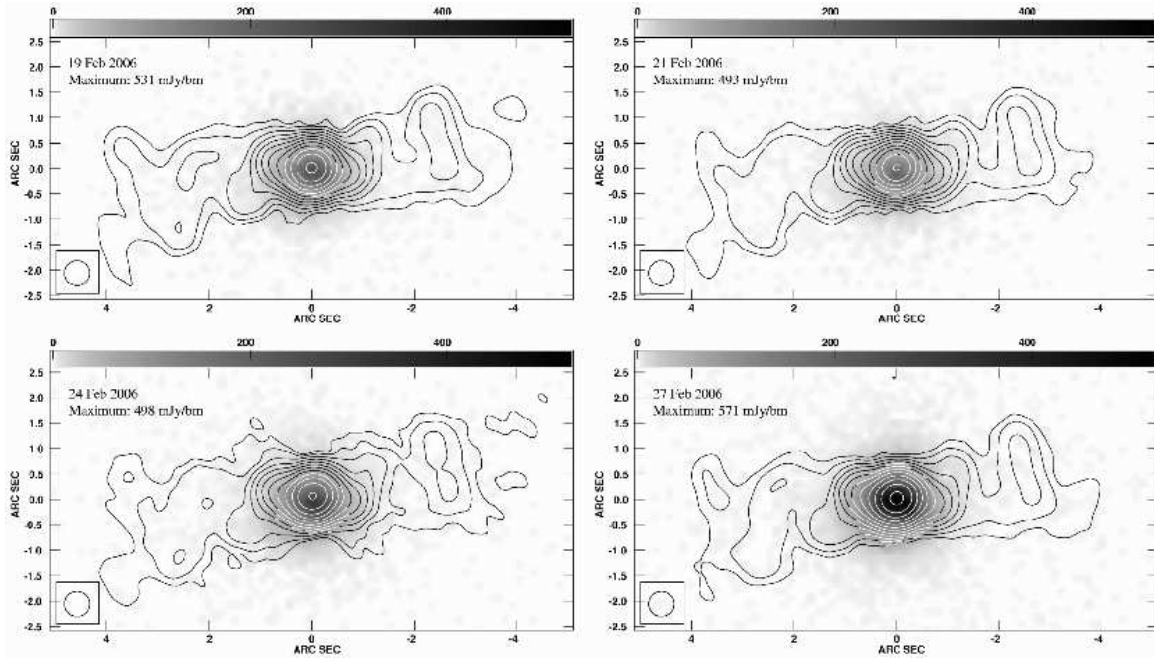 0 200 400
2.5
2.0
1.5
1.0
0.5
0.0
-0.5
-1.0
-1.5
-2.0
-2.5
ARC SEC
19 Feb 2006
Maximum: 531 mJy/bm
4 2 0 -2 -4
ARC SEC
0 200 400
2.5
2.0
1.5
1.0
0.5
0.0
-0.5
-1.0
-1.5
-2.0
-2.5
ARC SEC
21 Feb 2006
Maximum: 493 mJy/bm
4 2 0 -2 -4
ARC SEC
0 200 400
2.5
2.0
1.5
1.0
0.5
0.0
-0.5
-1.0
-1.5
-2.0
-2.5
ARC SEC
24 Feb 2006
Maximum: 498 mJy/bm
4 2 0 -2 -4
ARC SEC
0 200 400
2.5
2.0
1.5
1.0
0.5
0.0
-0.5
-1.0
-1.5
-2.0
-2.5
ARC SEC
27 Feb 2006
Maximum: 571 mJy/bm
4 2 0 -2 -4
ARC SEC